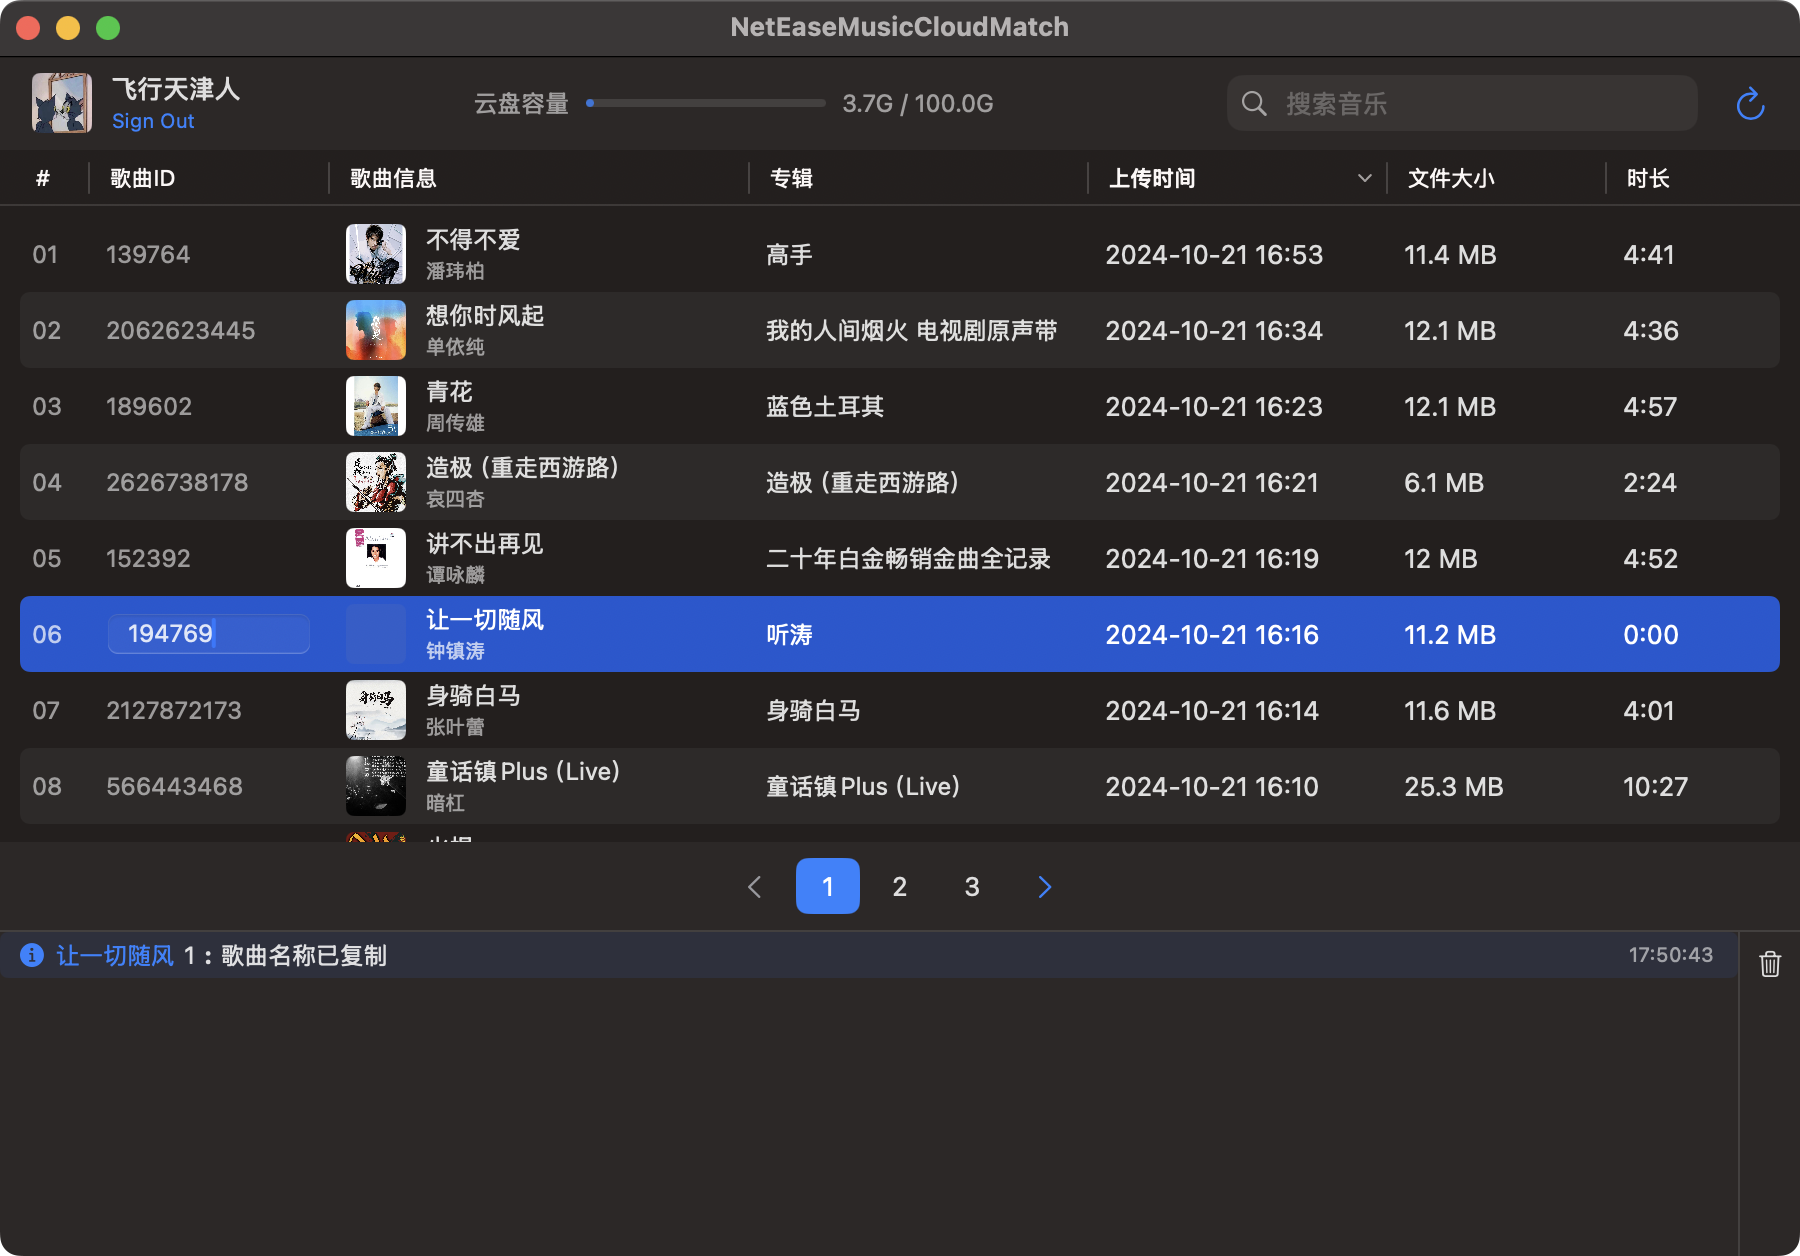 NetEaseMusicCloudMatch
飞行天津人
Sign Out
云盘容量 3.7G / 100.0G
搜索音乐
# 歌曲ID 歌曲信息 专辑 上传时间 文件大小 时长
01 139764 不得不爱 高手 2024-10-21 16:53 11.4 MB 4:41
潘玮柏
02 2062623445 想你时风起 我的人间烟火 电视剧原声带 2024-10-21 16:34 12.1 MB 4:36
单依纯
03 189602 青花 蓝色土耳其 2024-10-21 16:23 12.1 MB 4:57
周传雄
04 2626738178 造极（重走西游路） 造极（重走西游路） 2024-10-21 16:21 6.1 MB 2:24
哀四杏
05 152392 讲不出再见 二十年白金畅销金曲全记录 2024-10-21 16:19 12 MB 4:52
谭咏麟
06 194769 让一切随风 听涛 2024-10-21 16:16 11.2 MB 0:00
钟镇涛
07 2127872173 身骑白马 身骑白马 2024-10-21 16:14 11.6 MB 4:01
张叶蕾
08 566443468 童话镇Plus (Live) 童话镇Plus (Live) 2024-10-21 16:10 25.3 MB 10:27
暗杠
1 2 3
让一切随风 1：歌曲名称已复制 17:50:43